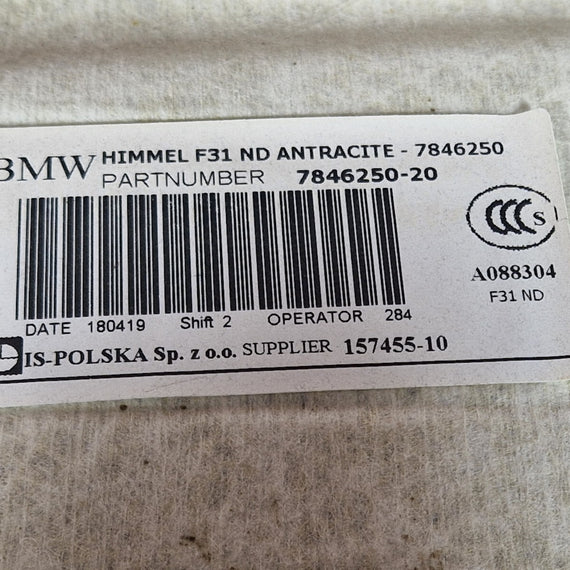 BMW HIMMEL F31 ND ANTRACITE - 7846250
PARTNUMBER 7846250-20
CCC S
A088304
F31 ND
DATE 180419 Shift 2 OPERATOR 284
IS-POLSKA Sp. z o.o. SUPPLIER 157455-10